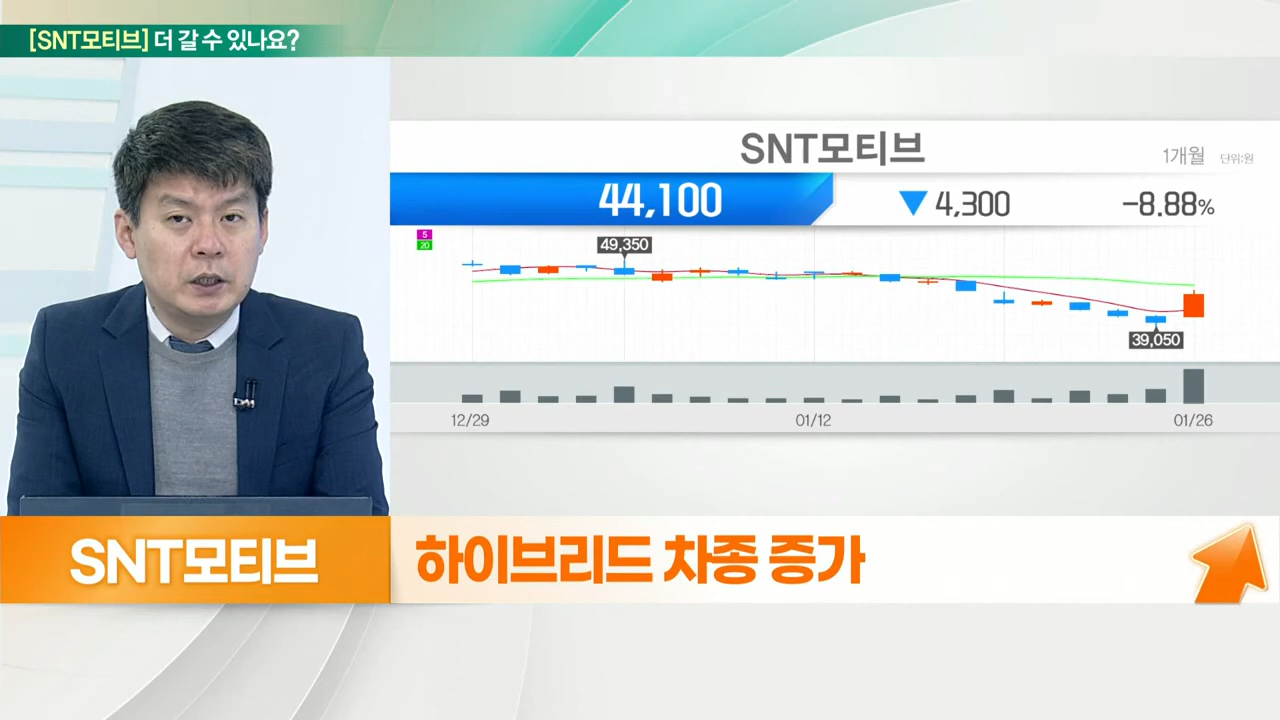 [SNT모티브] 더 갈 수 있나요?
SNT모티브
1개월 단위:원
44,100 ▼ 4,300 -8.88%
5
20
49,350
39,050
12/29 01/12 01/26
SNT모티브
하이브리드 차종 증가